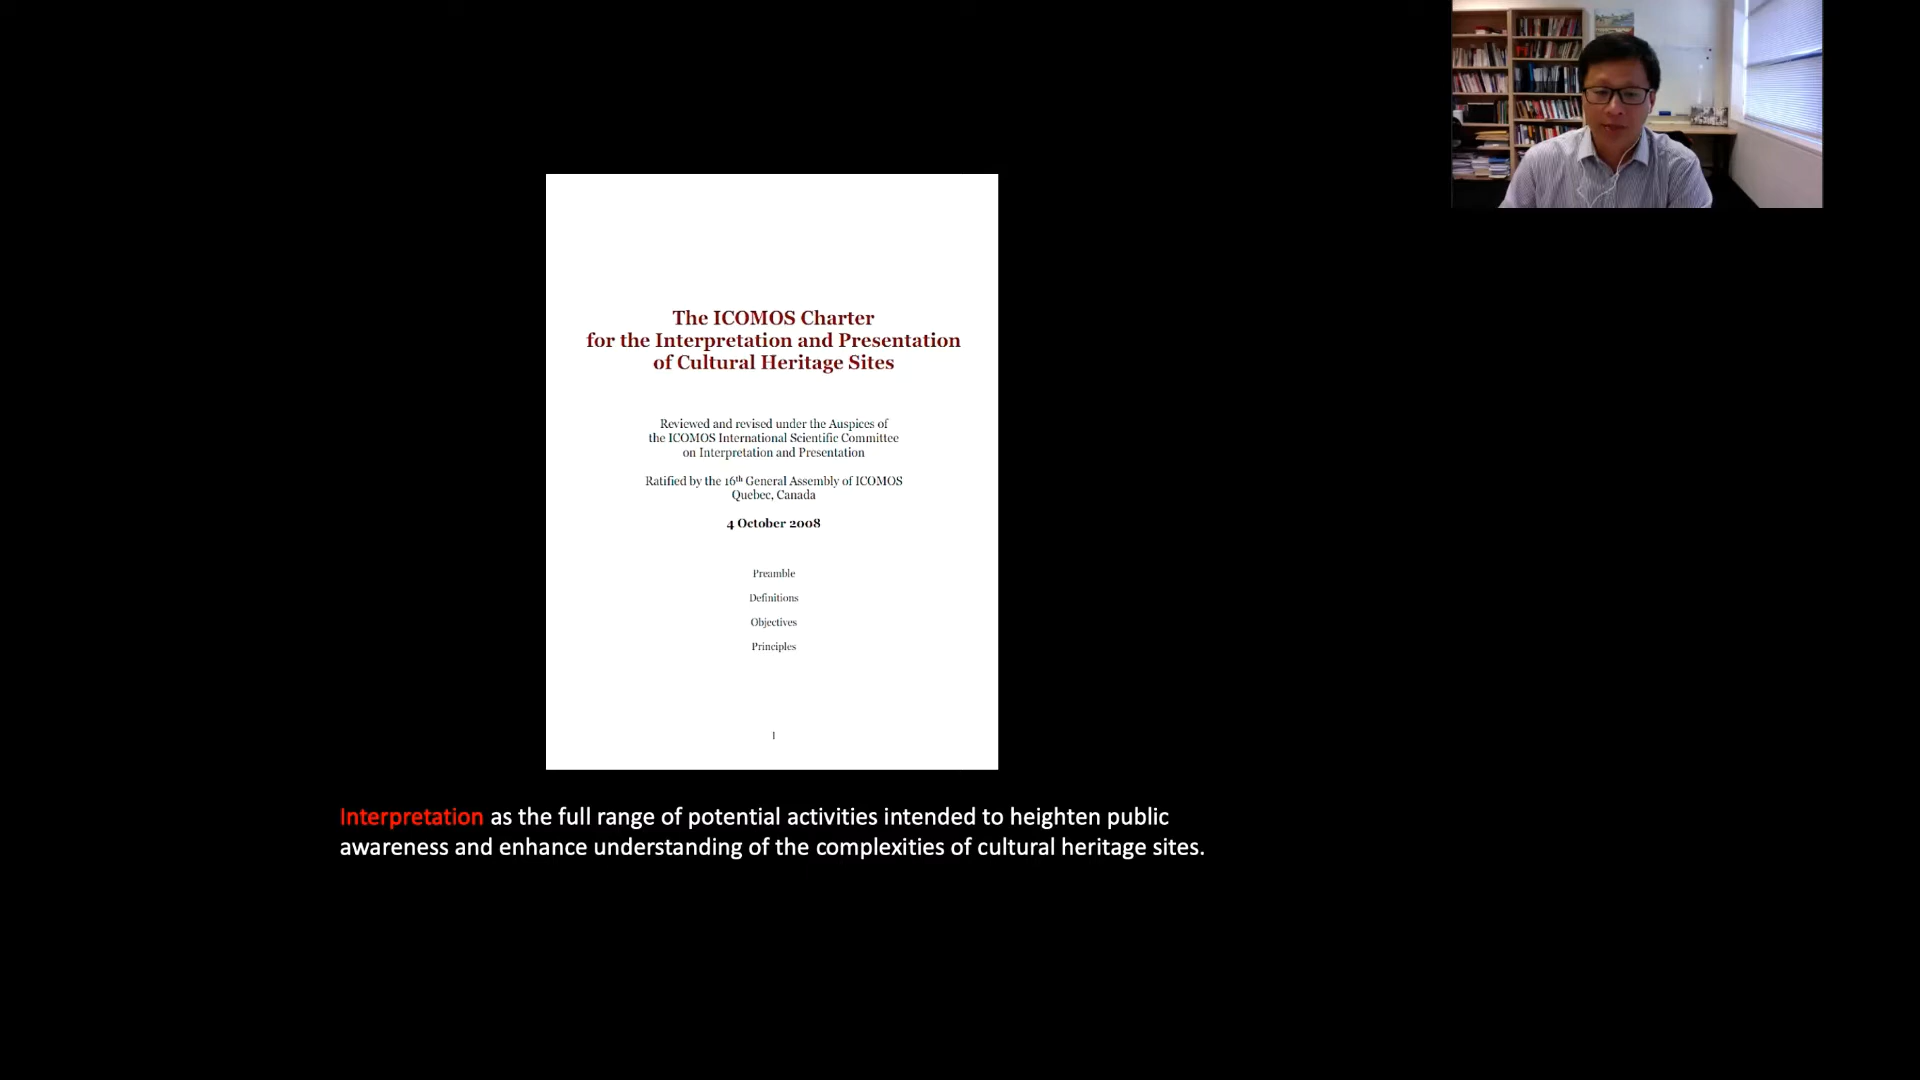 The ICOMOS Charter
for the Interpretation and Presentation
of Cultural Heritage Sites
Reviewed and revised under the Auspices of
the ICOMOS International Scientific Committee
on Interpretation and Presentation
Ratified by the 16th General Assembly of ICOMOS
Quebec, Canada
4 October 2008
Preamble
Definitions
Objectives
Principles
1
Interpretation as the full range of potential activities intended to heighten public
awareness and enhance understanding of the complexities of cultural heritage sites.